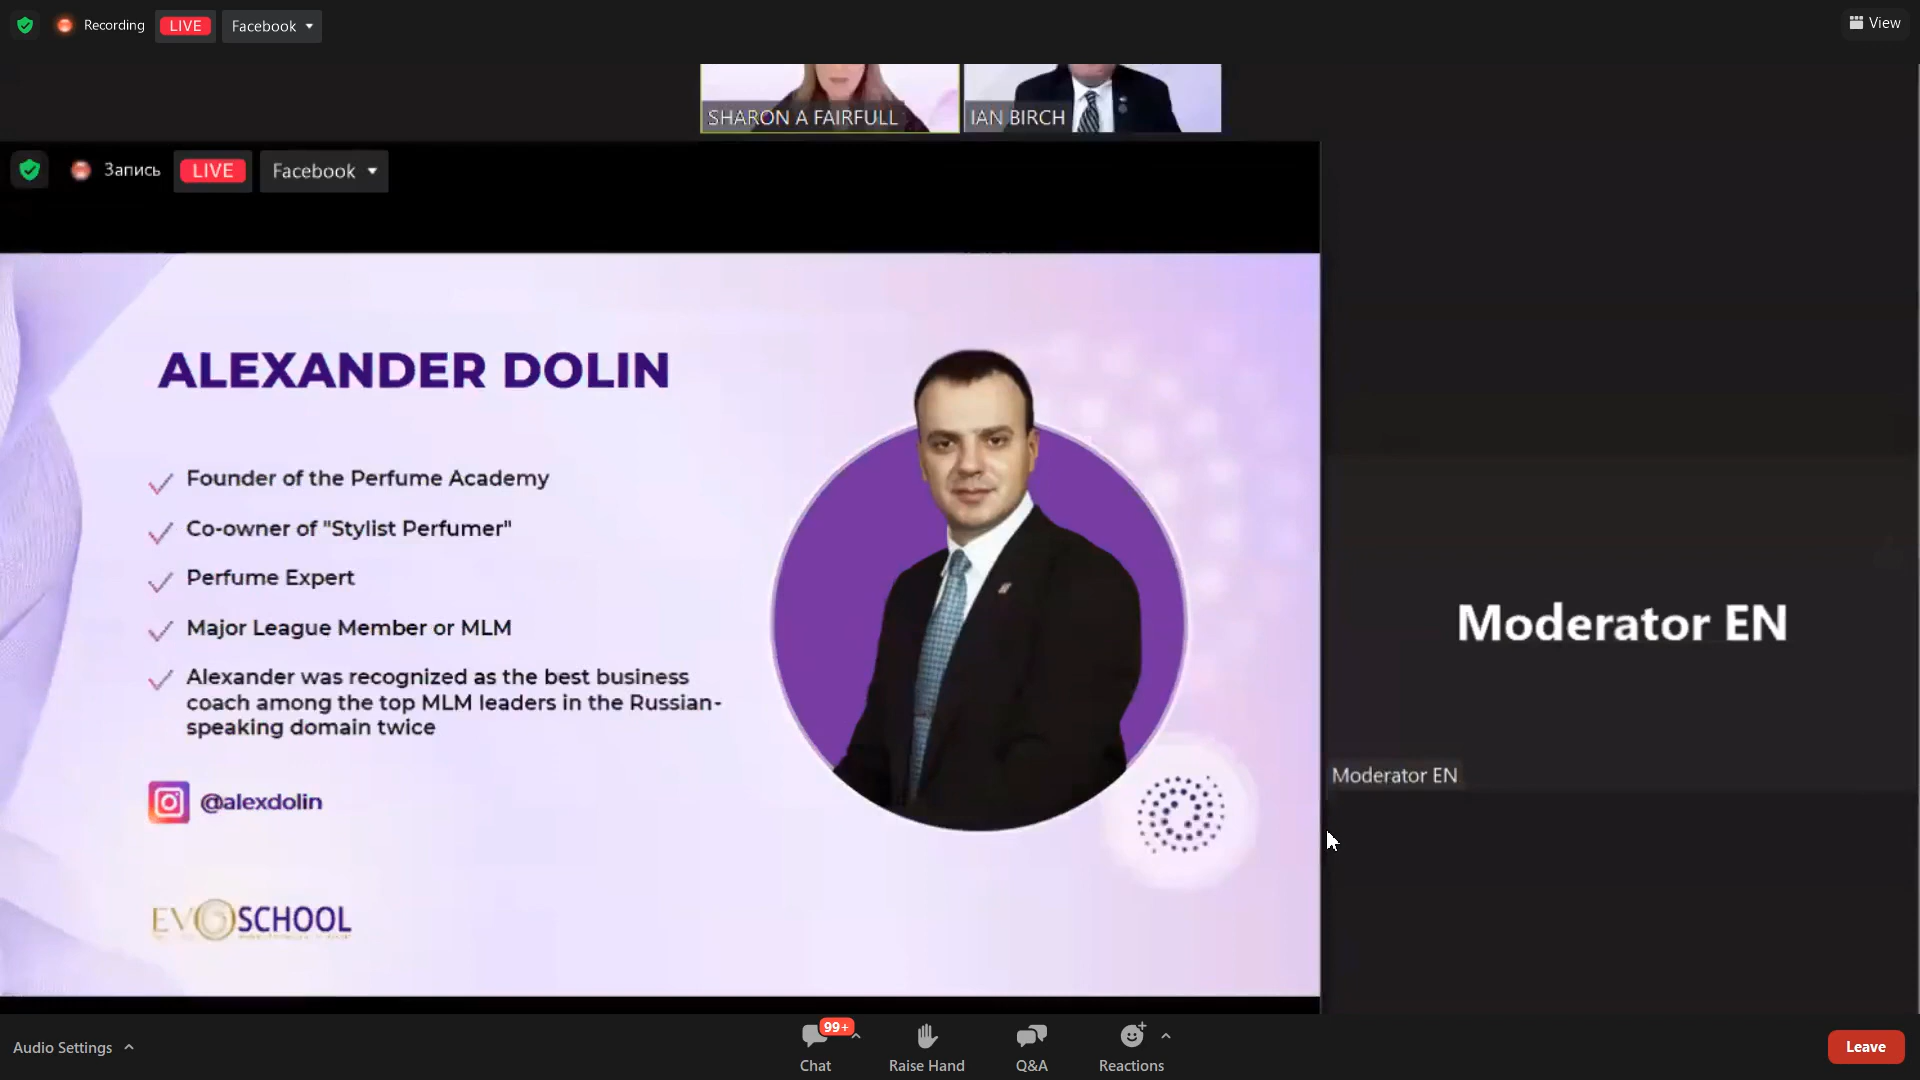 Recording LIVE Facebook
View
SHARON A FAIRFULL
IAN BIRCH
Запись LIVE Facebook
ALEXANDER DOLIN
Founder of the Perfume Academy
Co-owner of "Stylist Perfumer"
Perfume Expert
Major League Member or MLM
Alexander was recognized as the best business
coach among the top MLM leaders in the Russian-
speaking domain twice
@alexdolin
EVOSCHOOL
Moderator EN
Moderator EN
Audio Settings
99+
Chat
Raise Hand
Q&A
Reactions
Leave